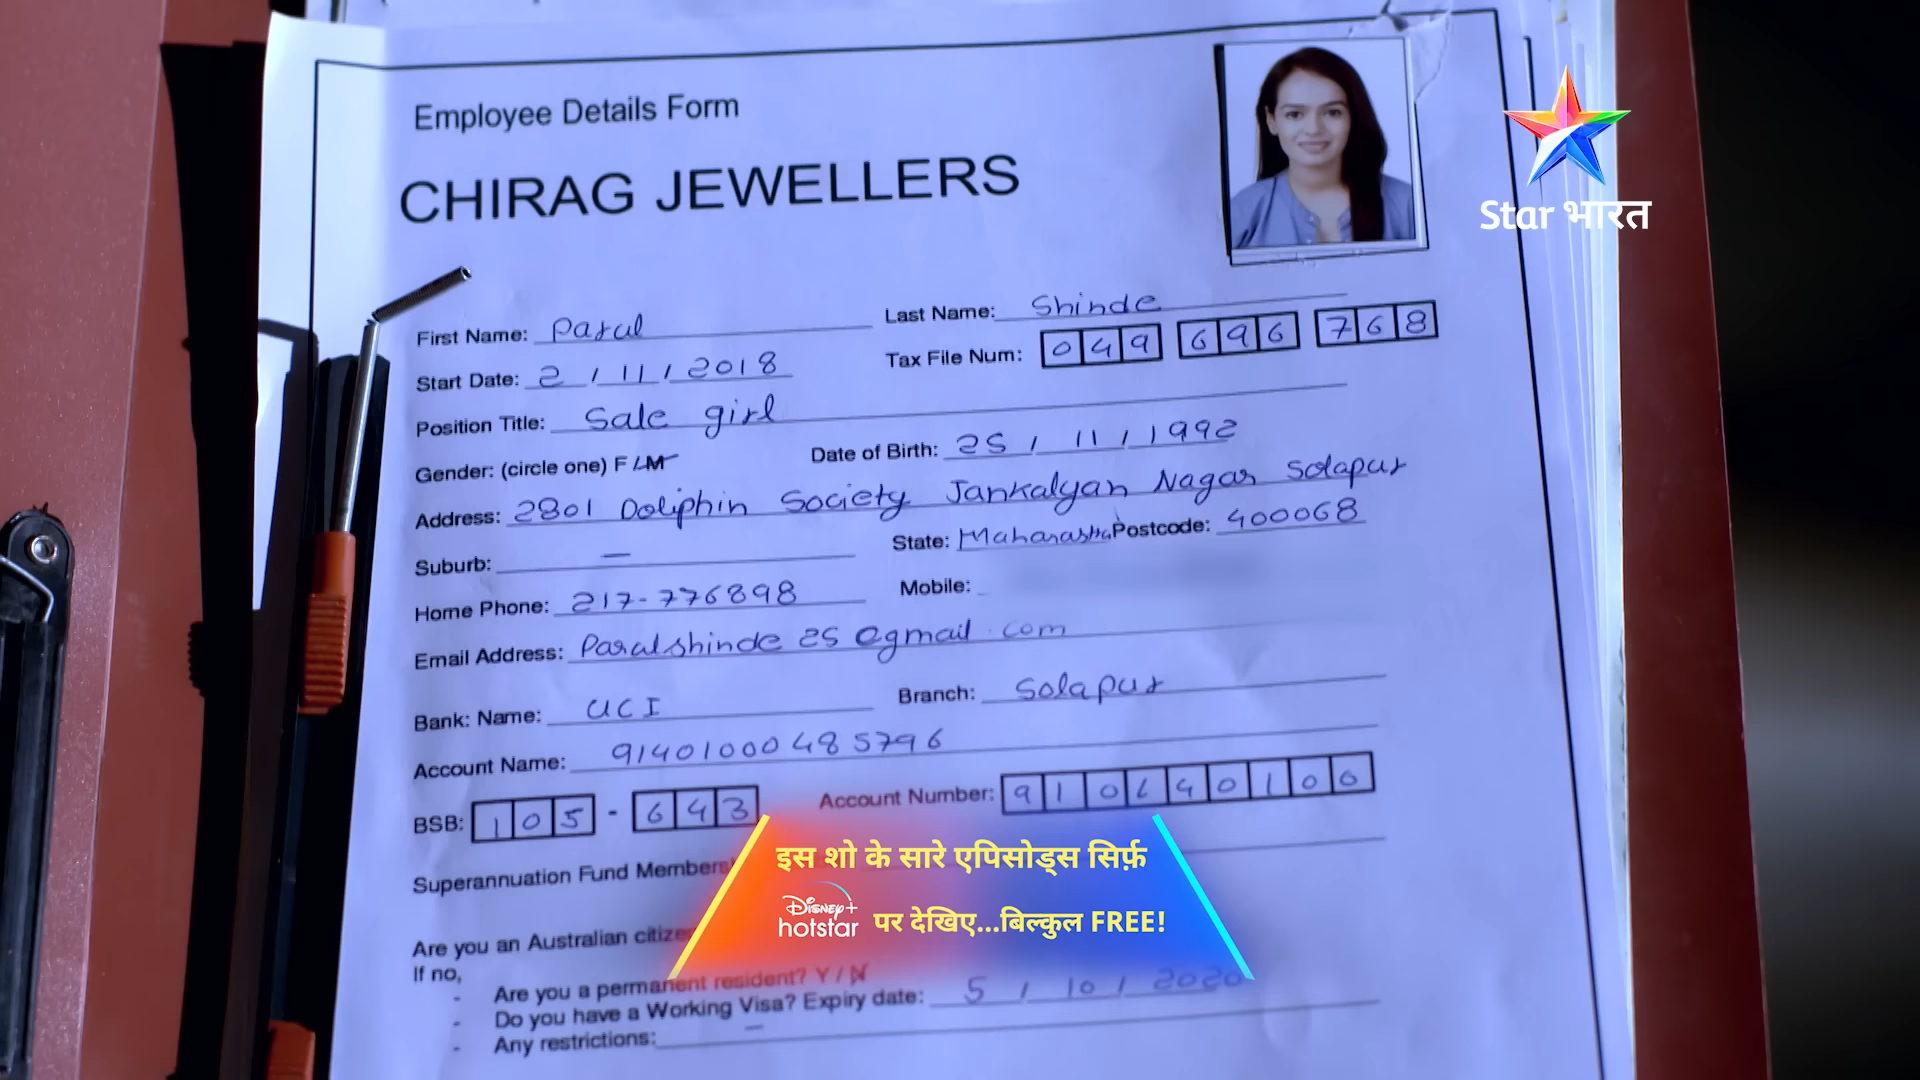 Employee Details Form
CHIRAG JEWELLERS
Star भारत
First Name: Parul Last Name: Shinde
Start Date: 2 / 11 / 2018 Tax File Num: 049 696 768
Position Title: Sale girl
Gender: (circle one) F / M Date of Birth: 25 / 11 / 1992
Address: 2801 Doliphin Society Jankalyan Nagar Solapur
Suburb: — State: Maharashtra Postcode: 400068
Home Phone: 217-776898 Mobile:
Email Address: Parulshinde25@gmail.com
Bank: Name: UCI Branch: Solapur
Account Name: 914010004885796
BSB: 105 - 643 Account Number:
Superannuation Fund
इस शो के सारे एपिसोड्स सिर्फ़
Disney+ hotstar पर देखिए...बिल्कुल FREE!
Are you an Australian
If no,
- Are you a permanent resident? Y / N
- Do you have a Working Visa? Expiry date: 5 / 10 / 2020
- Any restrictions: —